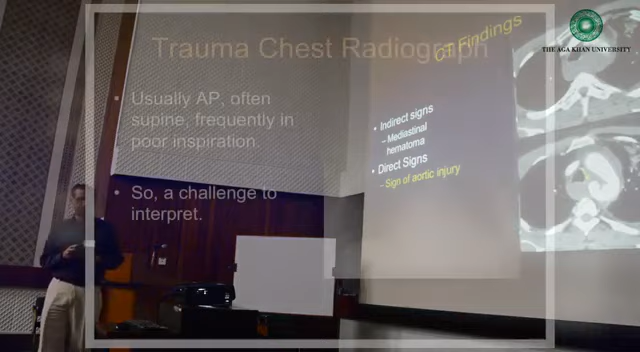 Trauma Chest Radiograph
• Usually AP, often
supine, frequently in
poor inspiration.
• So, a challenge to
interpret.
CT Findings
• Indirect signs
– Mediastinal
hematoma
• Direct Signs
– Sign of aortic injury
THE AGA KHAN UNIVERSITY